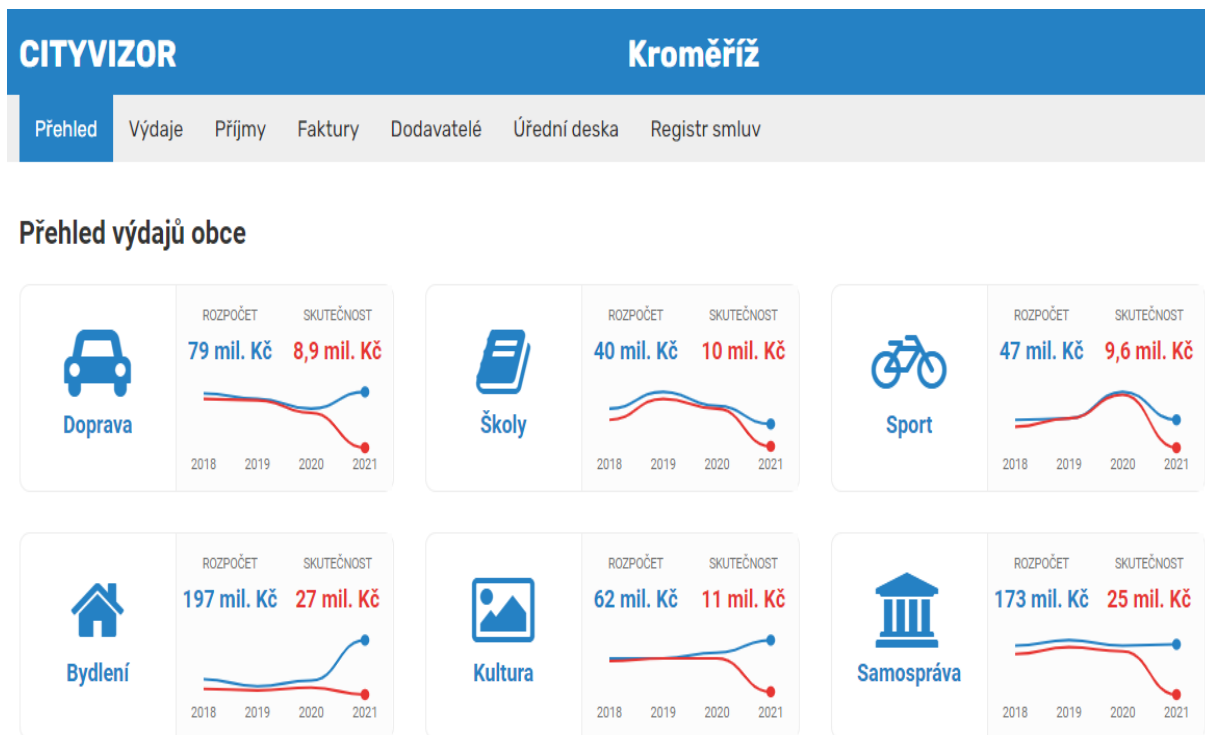 CITYVIZOR Kroměříž
Přehled Výdaje Příjmy Faktury Dodavatelé Úřední deska Registr smluv
Přehled výdajů obce
Doprava
ROZPOČET SKUTEČNOST
79 mil. Kč 8,9 mil. Kč
2018 2019 2020 2021
Školy
ROZPOČET SKUTEČNOST
40 mil. Kč 10 mil. Kč
2018 2019 2020 2021
Sport
ROZPOČET SKUTEČNOST
47 mil. Kč 9,6 mil. Kč
2018 2019 2020 2021
Bydlení
ROZPOČET SKUTEČNOST
197 mil. Kč 27 mil. Kč
2018 2019 2020 2021
Kultura
ROZPOČET SKUTEČNOST
62 mil. Kč 11 mil. Kč
2018 2019 2020 2021
Samospráva
ROZPOČET SKUTEČNOST
173 mil. Kč 25 mil. Kč
2018 2019 2020 2021